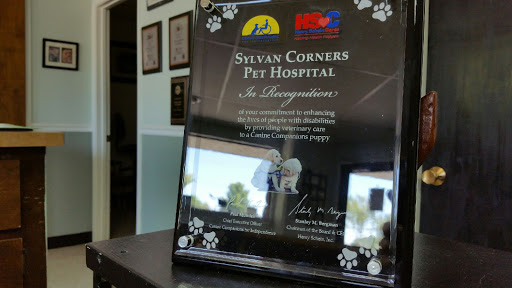 HS♥C
SYLVAN CORNERS
PET HOSPITAL
In Recognition
of your commitment to enhancing
the lives of people with disabilities
by providing veterinary care
to a Canine Companions puppy
Chief Executive Officer
Canine Companions for Independence
Stanley M. Bergman
Chairman of the Board & CEO
Henry Schein, Inc.